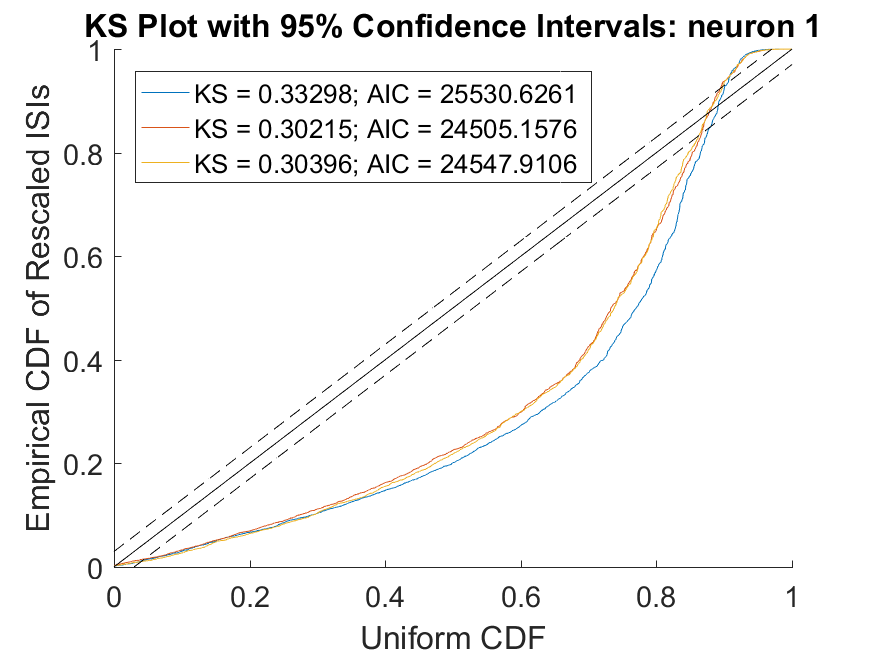 KS Plot with 95% Confidence Intervals: neuron 1
KS = 0.33298; AIC = 25530.6261
KS = 0.30215; AIC = 24505.1576
KS = 0.30396; AIC = 24547.9106
Empirical CDF of Rescaled ISIs
1
0.8
0.6
0.4
0.2
0
0 0.2 0.4 0.6 0.8 1
Uniform CDF